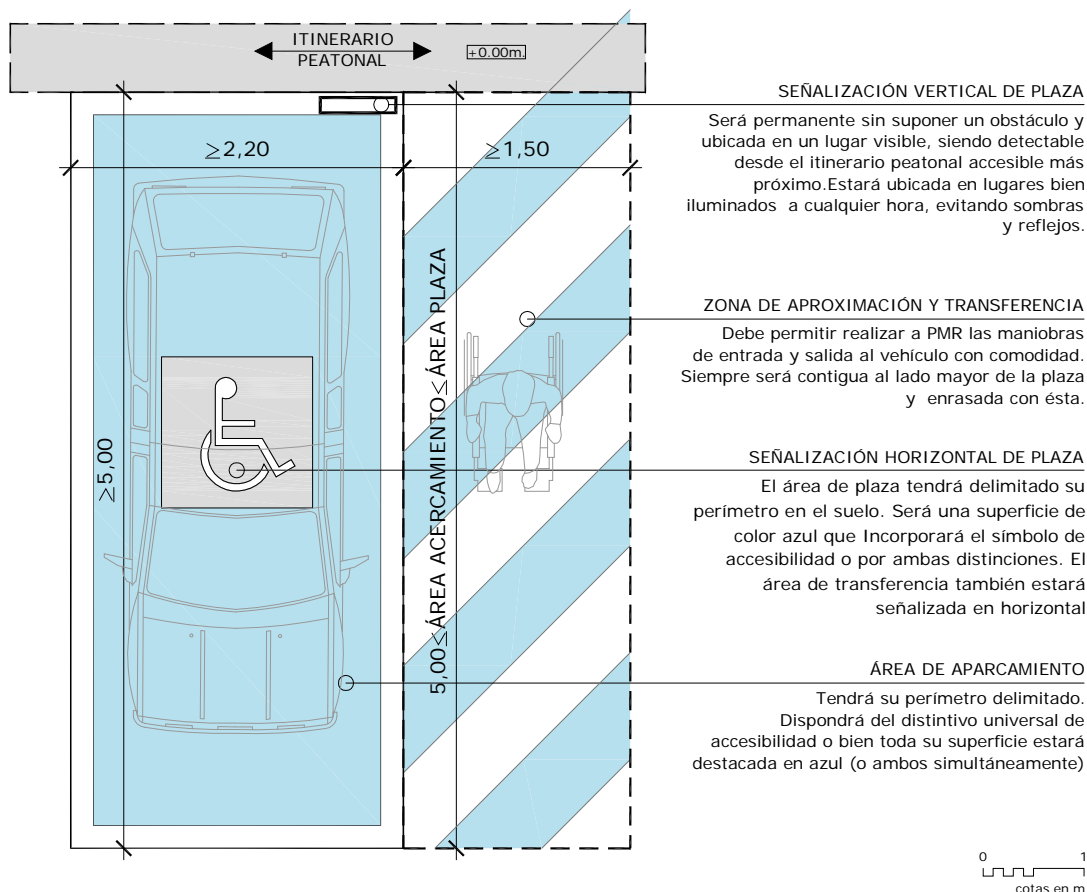 ITINERARIO
PEATONAL
+0.00m.
≥2,20
≥1,50
≥5,00
5,00≤ÁREA ACERCAMIENTO≤ÁREA PLAZA
SEÑALIZACIÓN VERTICAL DE PLAZA
Será permanente sin suponer un obstáculo y
ubicada en un lugar visible, siendo detectable
desde el itinerario peatonal accesible más
próximo.Estará ubicada en lugares bien
iluminados a cualquier hora, evitando sombras
y reflejos.
ZONA DE APROXIMACIÓN Y TRANSFERENCIA
Debe permitir realizar a PMR las maniobras
de entrada y salida al vehículo con comodidad.
Siempre será contigua al lado mayor de la plaza
y enrasada con ésta.
SEÑALIZACIÓN HORIZONTAL DE PLAZA
El área de plaza tendrá delimitado su
perímetro en el suelo. Será una superficie de
color azul que Incorporará el símbolo de
accesibilidad o por ambas distinciones. El
área de transferencia también estará
señalizada en horizontal
ÁREA DE APARCAMIENTO
Tendrá su perímetro delimitado.
Dispondrá del distintivo universal de
accesibilidad o bien toda su superficie estará
destacada en azul (o ambos simultáneamente)
0 1
cotas en m